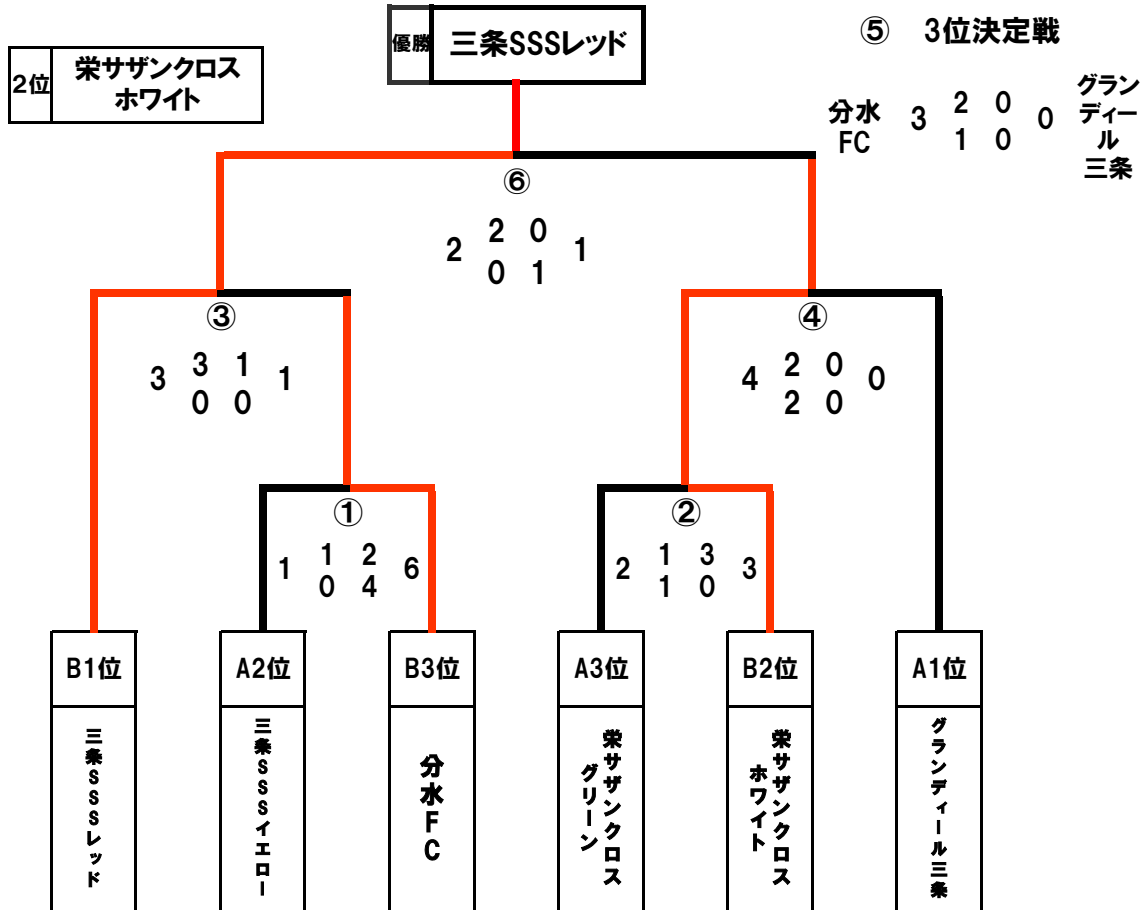 優勝 三条SSSレッド
2位 栄サザンクロス
ホワイト
⑤ 3位決定戦
分水
FC
3
2 0
1 0
0
グラン
ディー
ル
三条
⑥
2
2 0
0 1
1
③
3
3 1
0 0
1
④
4
2 0
2 0
0
①
1
1 2
0 4
6
②
2
1 3
1 0
3
B1位
A2位
B3位
A3位
B2位
A1位
三条SSSレッド
三条SSSイエロー
分水FC
栄サザンクロス
グリーン
栄サザンクロス
ホワイト
グランディール三条